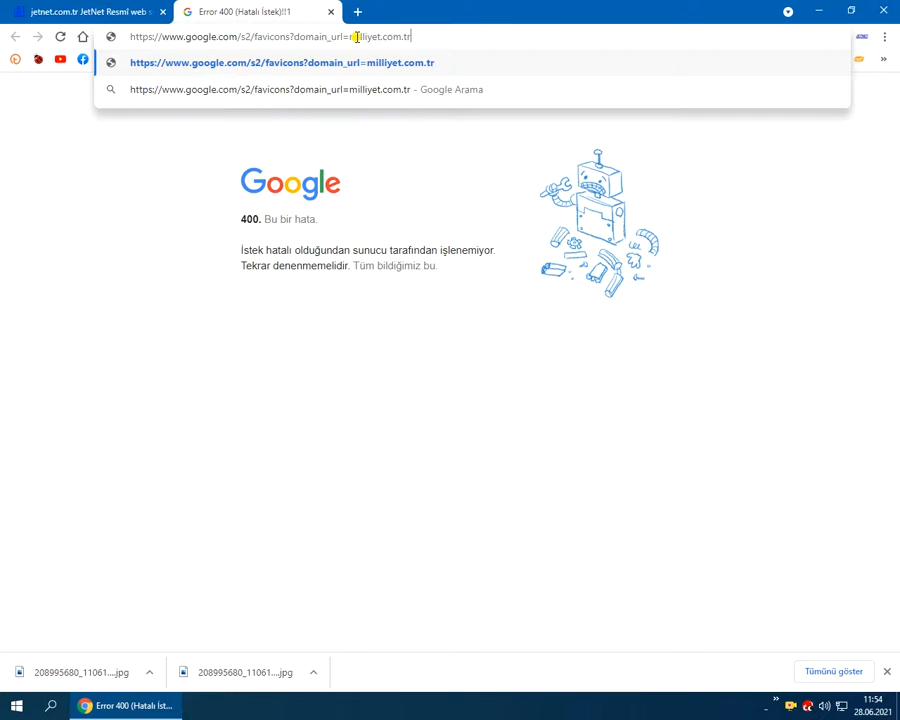 jetnet.com.tr JetNet Resmî web s
Error 400 (Hatalı İstek)!!1
https://www.google.com/s2/favicons?domain_url=milliyet.com.tr
https://www.google.com/s2/favicons?domain_url=milliyet.com.tr
https://www.google.com/s2/favicons?domain_url=milliyet.com.tr - Google Arama
Google
400. Bu bir hata.
İstek hatalı olduğundan sunucu tarafından işlenemiyor.
Tekrar denenmemelidir. Tüm bildiğimiz bu.
208995680_11061....jpg
208995680_11061....jpg
Tümünü göster
Error 400 (Hatalı İst...
11:54
28.06.2021